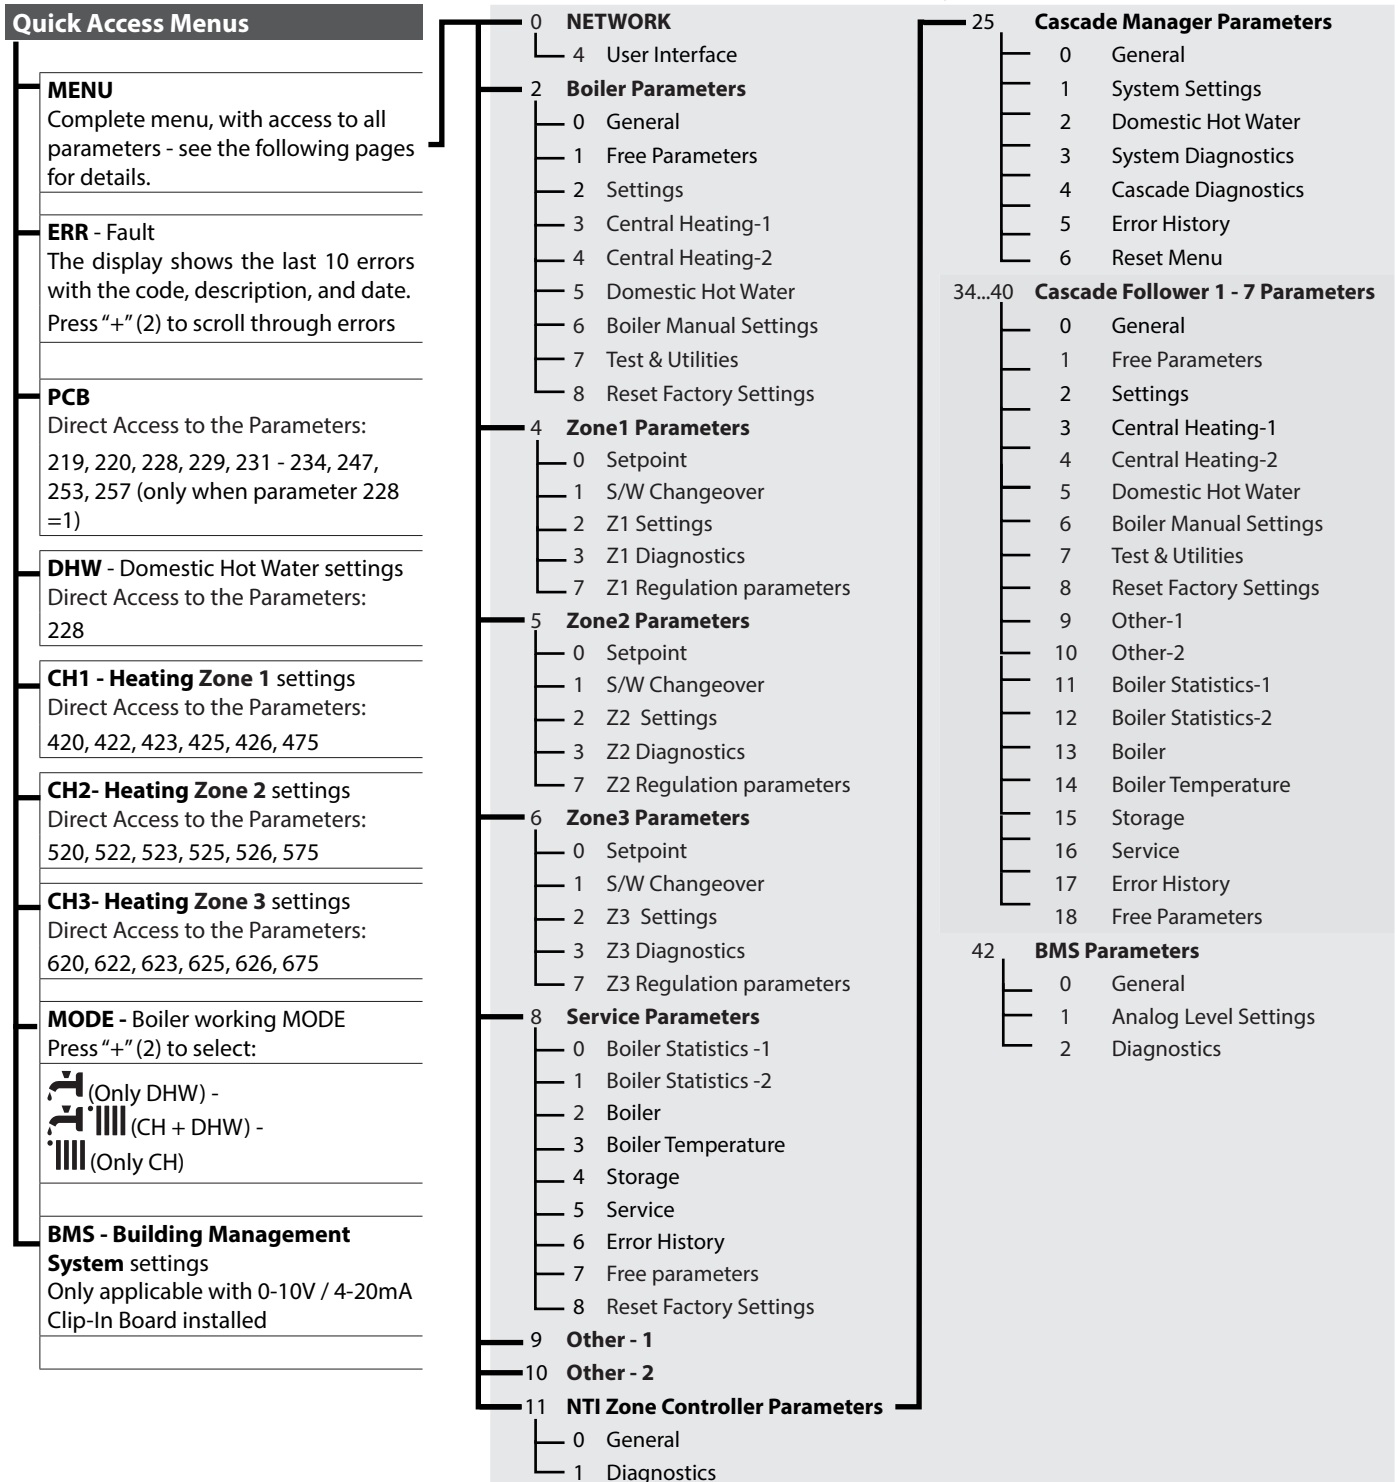 Quick Access Menus
MENU
Complete menu, with access to all
parameters - see the following pages
for details.
ERR - Fault
The display shows the last 10 errors
with the code, description, and date.
Press "+" (2) to scroll through errors
PCB
Direct Access to the Parameters:
219, 220, 228, 229, 231 - 234, 247,
253, 257 (only when parameter 228
=1)
DHW - Domestic Hot Water settings
Direct Access to the Parameters:
228
CH1 - Heating Zone 1 settings
Direct Access to the Parameters:
420, 422, 423, 425, 426, 475
CH2- Heating Zone 2 settings
Direct Access to the Parameters:
520, 522, 523, 525, 526, 575
CH3- Heating Zone 3 settings
Direct Access to the Parameters:
620, 622, 623, 625, 626, 675
MODE - Boiler working MODE
Press "+" (2) to select:
(Only DHW) -
(CH + DHW) -
(Only CH)
BMS - Building Management
System settings
Only applicable with 0-10V / 4-20mA
Clip-In Board installed
0 NETWORK
4 User Interface
2 Boiler Parameters
0 General
1 Free Parameters
2 Settings
3 Central Heating-1
4 Central Heating-2
5 Domestic Hot Water
6 Boiler Manual Settings
7 Test & Utilities
8 Reset Factory Settings
4 Zone1 Parameters
0 Setpoint
1 S/W Changeover
2 Z1 Settings
3 Z1 Diagnostics
7 Z1 Regulation parameters
5 Zone2 Parameters
0 Setpoint
1 S/W Changeover
2 Z2 Settings
3 Z2 Diagnostics
7 Z2 Regulation parameters
6 Zone3 Parameters
0 Setpoint
1 S/W Changeover
2 Z3 Settings
3 Z3 Diagnostics
7 Z3 Regulation parameters
8 Service Parameters
0 Boiler Statistics -1
1 Boiler Statistics -2
2 Boiler
3 Boiler Temperature
4 Storage
5 Service
6 Error History
7 Free parameters
8 Reset Factory Settings
9 Other - 1
10 Other - 2
11 NTI Zone Controller Parameters
0 General
1 Diagnostics
25 Cascade Manager Parameters
0 General
1 System Settings
2 Domestic Hot Water
3 System Diagnostics
4 Cascade Diagnostics
5 Error History
6 Reset Menu
34...40 Cascade Follower 1 - 7 Parameters
0 General
1 Free Parameters
2 Settings
3 Central Heating-1
4 Central Heating-2
5 Domestic Hot Water
6 Boiler Manual Settings
7 Test & Utilities
8 Reset Factory Settings
9 Other-1
10 Other-2
11 Boiler Statistics-1
12 Boiler Statistics-2
13 Boiler
14 Boiler Temperature
15 Storage
16 Service
17 Error History
18 Free Parameters
42 BMS Parameters
0 General
1 Analog Level Settings
2 Diagnostics